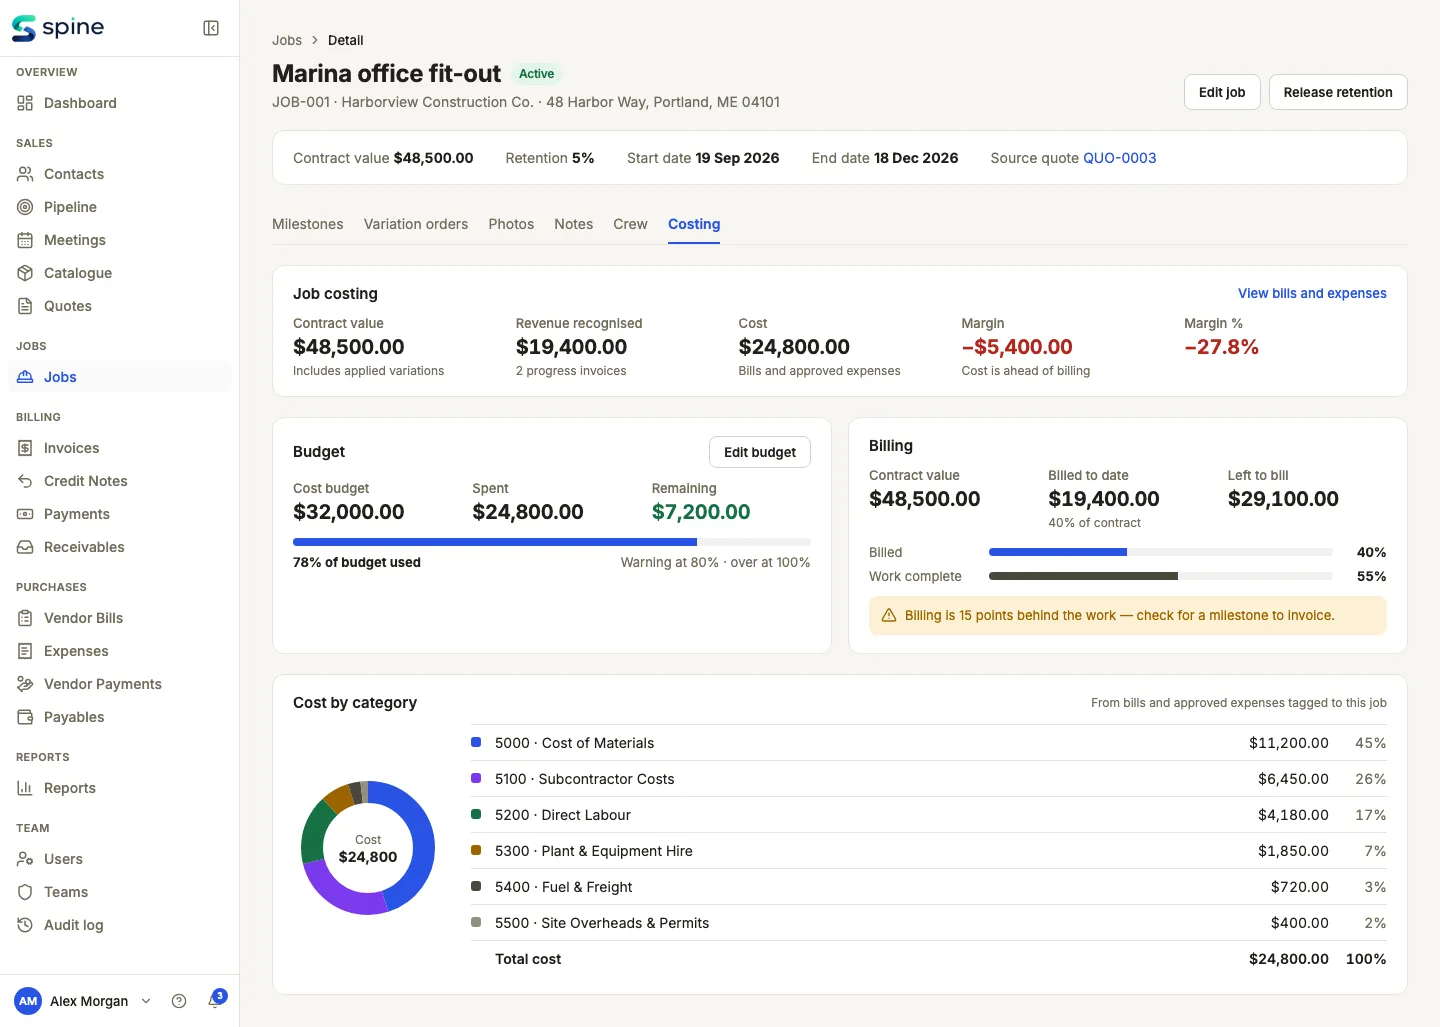 spine
OVERVIEW
Dashboard
SALES
Contacts
Pipeline
Meetings
Catalogue
Quotes
JOBS
Jobs
BILLING
Invoices
Credit Notes
Payments
Receivables
PURCHASES
Vendor Bills
Expenses
Vendor Payments
Payables
REPORTS
Reports
TEAM
Users
Teams
Audit log
AM Alex Morgan 3
Jobs > Detail
Marina office fit-out Active
JOB-001 · Harborview Construction Co. · 48 Harbor Way, Portland, ME 04101
Edit job Release retention
Contract value $48,500.00 Retention 5% Start date 19 Sep 2026 End date 18 Dec 2026 Source quote QUO-0003
Milestones Variation orders Photos Notes Crew Costing
Job costing View bills and expenses
Contract value Revenue recognised Cost Margin Margin %
$48,500.00 $19,400.00 $24,800.00 –$5,400.00 –27.8%
Includes applied variations 2 progress invoices Bills and approved expenses Cost is ahead of billing
Budget Edit budget
Cost budget Spent Remaining
$32,000.00 $24,800.00 $7,200.00
78% of budget used Warning at 80% · over at 100%
Billing
Contract value Billed to date Left to bill
$48,500.00 $19,400.00 $29,100.00
40% of contract
Billed 40%
Work complete 55%
Billing is 15 points behind the work — check for a milestone to invoice.
Cost by category From bills and approved expenses tagged to this job
Cost
$24,800
5000 · Cost of Materials $11,200.00 45%
5100 · Subcontractor Costs $6,450.00 26%
5200 · Direct Labour $4,180.00 17%
5300 · Plant & Equipment Hire $1,850.00 7%
5400 · Fuel & Freight $720.00 3%
5500 · Site Overheads & Permits $400.00 2%
Total cost $24,800.00 100%